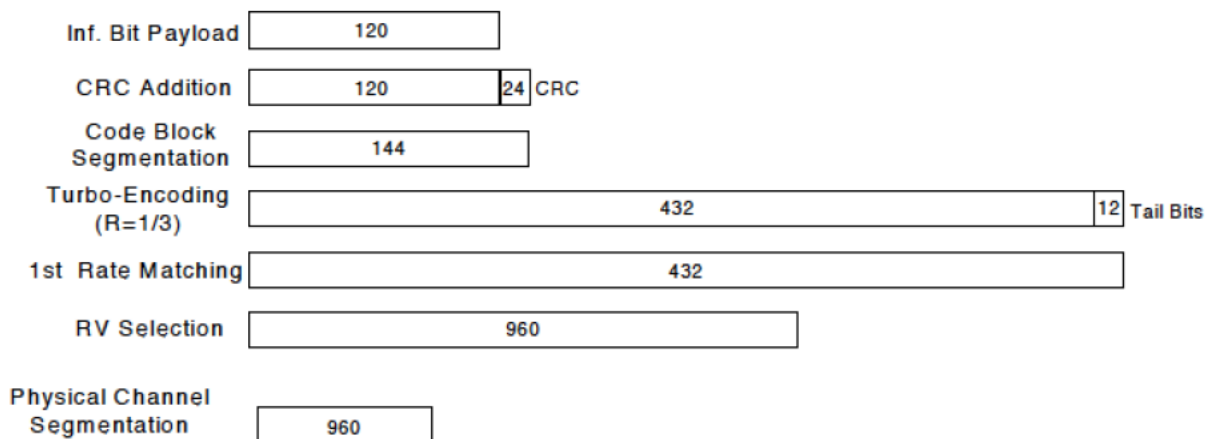 Inf. Bit Payload 120
CRC Addition 120 24 CRC
Code Block
Segmentation 144
Turbo-Encoding
(R=1/3) 432 12 Tail Bits
1st Rate Matching 432
RV Selection 960
Physical Channel
Segmentation 960